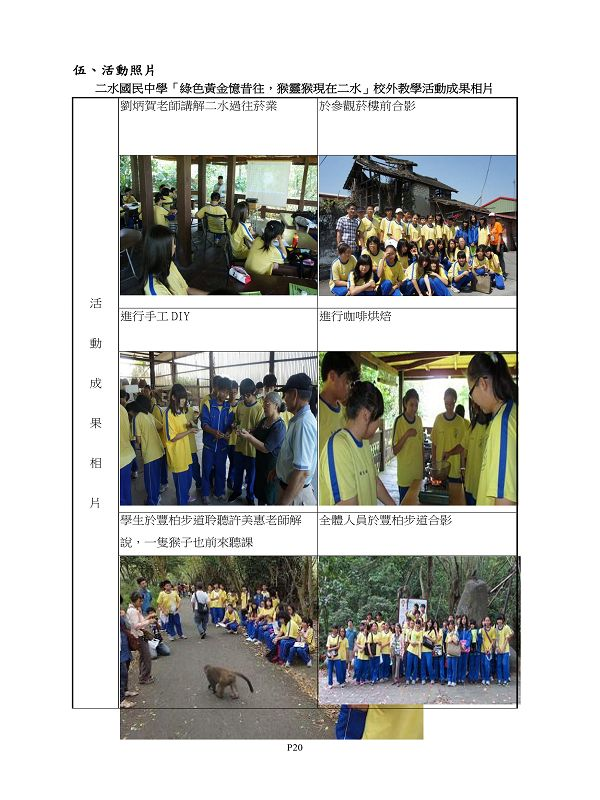 伍、活動照片
二水國民中學「綠色黃金憶昔往，猴靈猴現在二水」校外教學活動成果相片
活動成果相片
劉炳賀老師講解二水過往菸業
於參觀菸樓前合影
進行手工 DIY
進行咖啡烘焙
學生於豐柏步道聆聽許美惠老師解
說，一隻猴子也前來聽課
全體人員於豐柏步道合影
P20